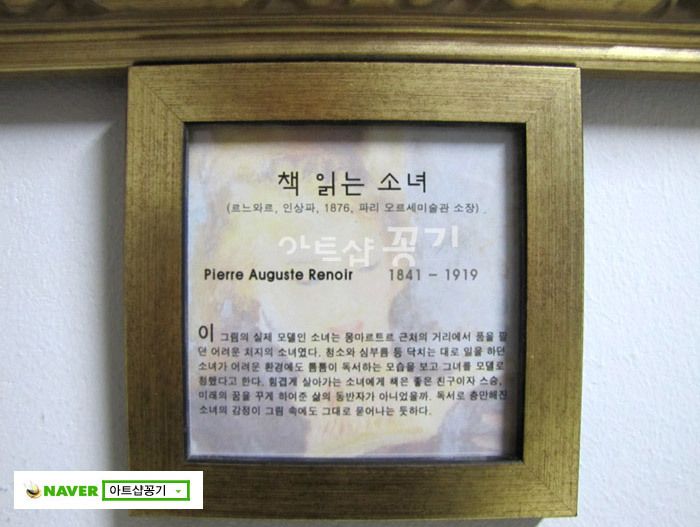 책 읽는 소녀
(르느와르, 인상파, 1876, 파리 오르세미술관 소장)
아트샵 꽁기
Pierre Auguste Renoir 1841 - 1919
이 그림의 실제 모델인 소녀는 몽마르트르 근처의 거리에서 품을 팔
던 어려운 처지의 소녀였다. 청소와 심부름 등 닥치는 대로 일을 하던
소녀가 어려운 환경에도 틈틈이 독서하는 모습을 보고 그녀를 모델로
청했다고 한다. 힘겹게 살아가는 소녀에게 책은 좋은 친구이자 스승,
미래의 꿈을 꾸게 하여준 삶의 동반자가 아니었을까. 독서로 충만해진
소녀의 감정이 그림 속에도 그대로 묻어나는 듯하다.
NAVER 아트샵꽁기